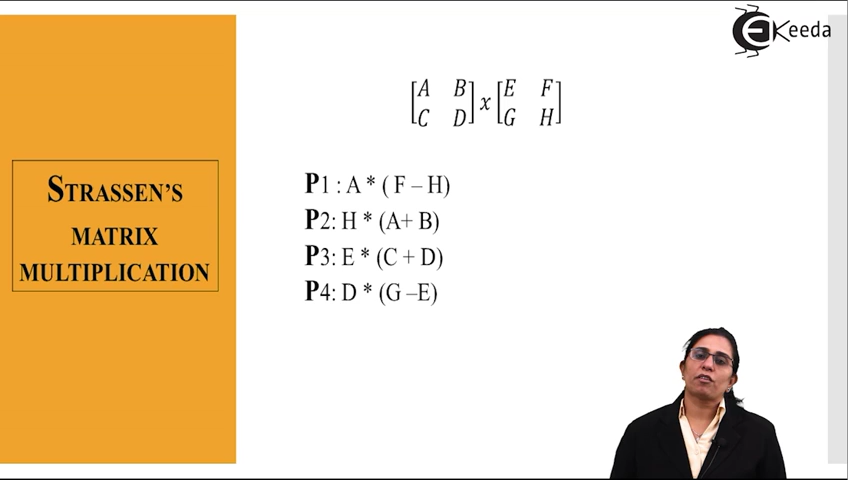 Keeda
[A B
C D] x [E F
G H]
STRASSEN'S
MATRIX
MULTIPLICATION
P1 : A * ( F – H)
P2: H * (A+ B)
P3: E * (C + D)
P4: D * (G –E)